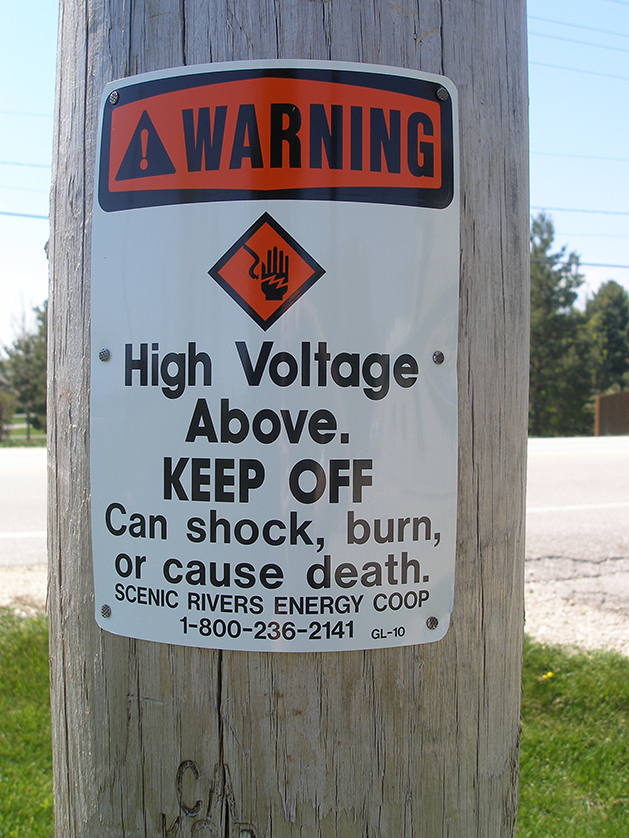 WARNING
High Voltage
Above.
KEEP OFF
Can shock, burn,
or cause death.
SCENIC RIVERS ENERGY COOP
1-800-236-2141 GL-10